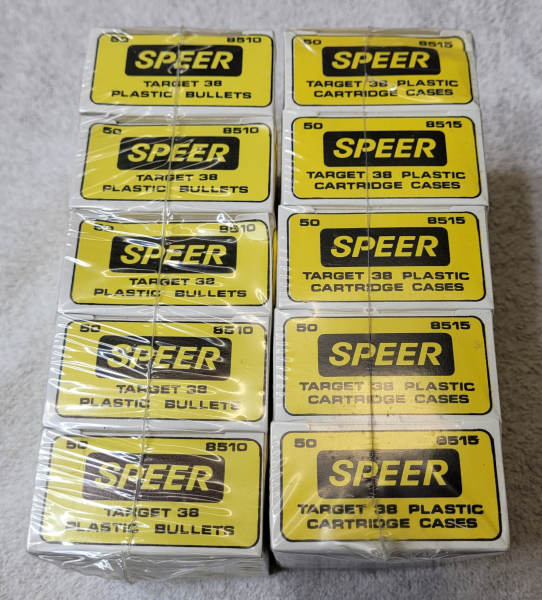 50 8510
SPEER
TARGET 38
PLASTIC BULLETS
50 8515
SPEER
TARGET 38 PLASTIC
CARTRIDGE CASES
50 8510
SPEER
TARGET 38
PLASTIC BULLETS
50 8515
SPEER
TARGET 38 PLASTIC
CARTRIDGE CASES
50 8510
SPEER
TARGET 38
PLASTIC BULLETS
50 8515
SPEER
TARGET 38 PLASTIC
CARTRIDGE CASES
50 8510
SPEER
TARGET 38
PLASTIC BULLETS
50 8515
SPEER
TARGET 38 PLASTIC
CARTRIDGE CASES
50 8510
SPEER
TARGET 38
PLASTIC BULLETS
50 8515
SPEER
TARGET 38 PLASTIC
CARTRIDGE CASES